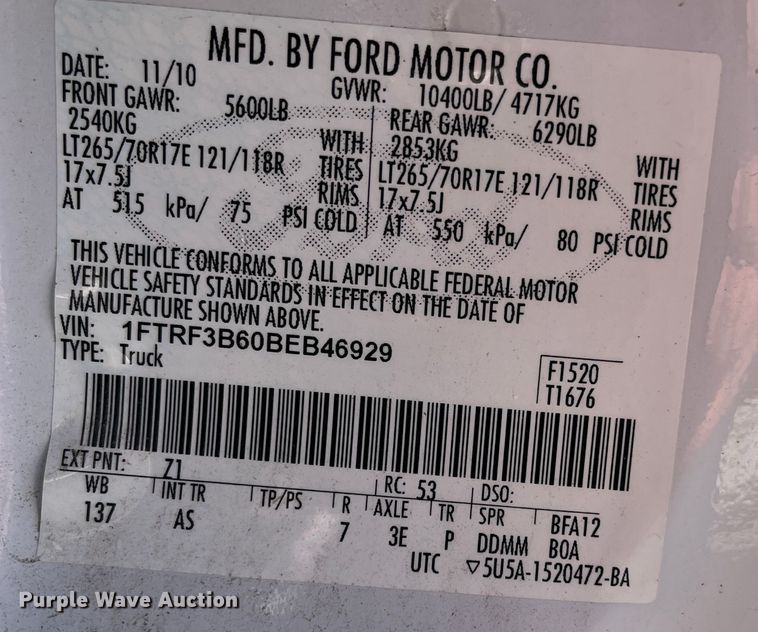 MFD. BY FORD MOTOR CO.
DATE: 11/10 GVWR: 10400LB/ 4717KG
FRONT GAWR: 5600LB REAR GAWR: 6290LB
2540KG WITH 2853KG WITH
LT265/70R17E 121/118R TIRES LT265/70R17E 121/118R TIRES
17x7.5J RIMS 17x7.5J RIMS
AT 515 kPa/ 75 PSI COLD AT 550 kPa/ 80 PSI COLD
THIS VEHICLE CONFORMS TO ALL APPLICABLE FEDERAL MOTOR
VEHICLE SAFETY STANDARDS IN EFFECT ON THE DATE OF
MANUFACTURE SHOWN ABOVE.
VIN: 1FTRF3B60BEB46929
TYPE: Truck
F1520
T1676
EXT PNT: Z1 RC: 53 DSO:
WB INT TR TP/PS R AXLE TR SPR BFA12
137 AS 7 3E P DDMM BOA
UTC ▽5U5A-1520472-BA
Purple Wave Auction